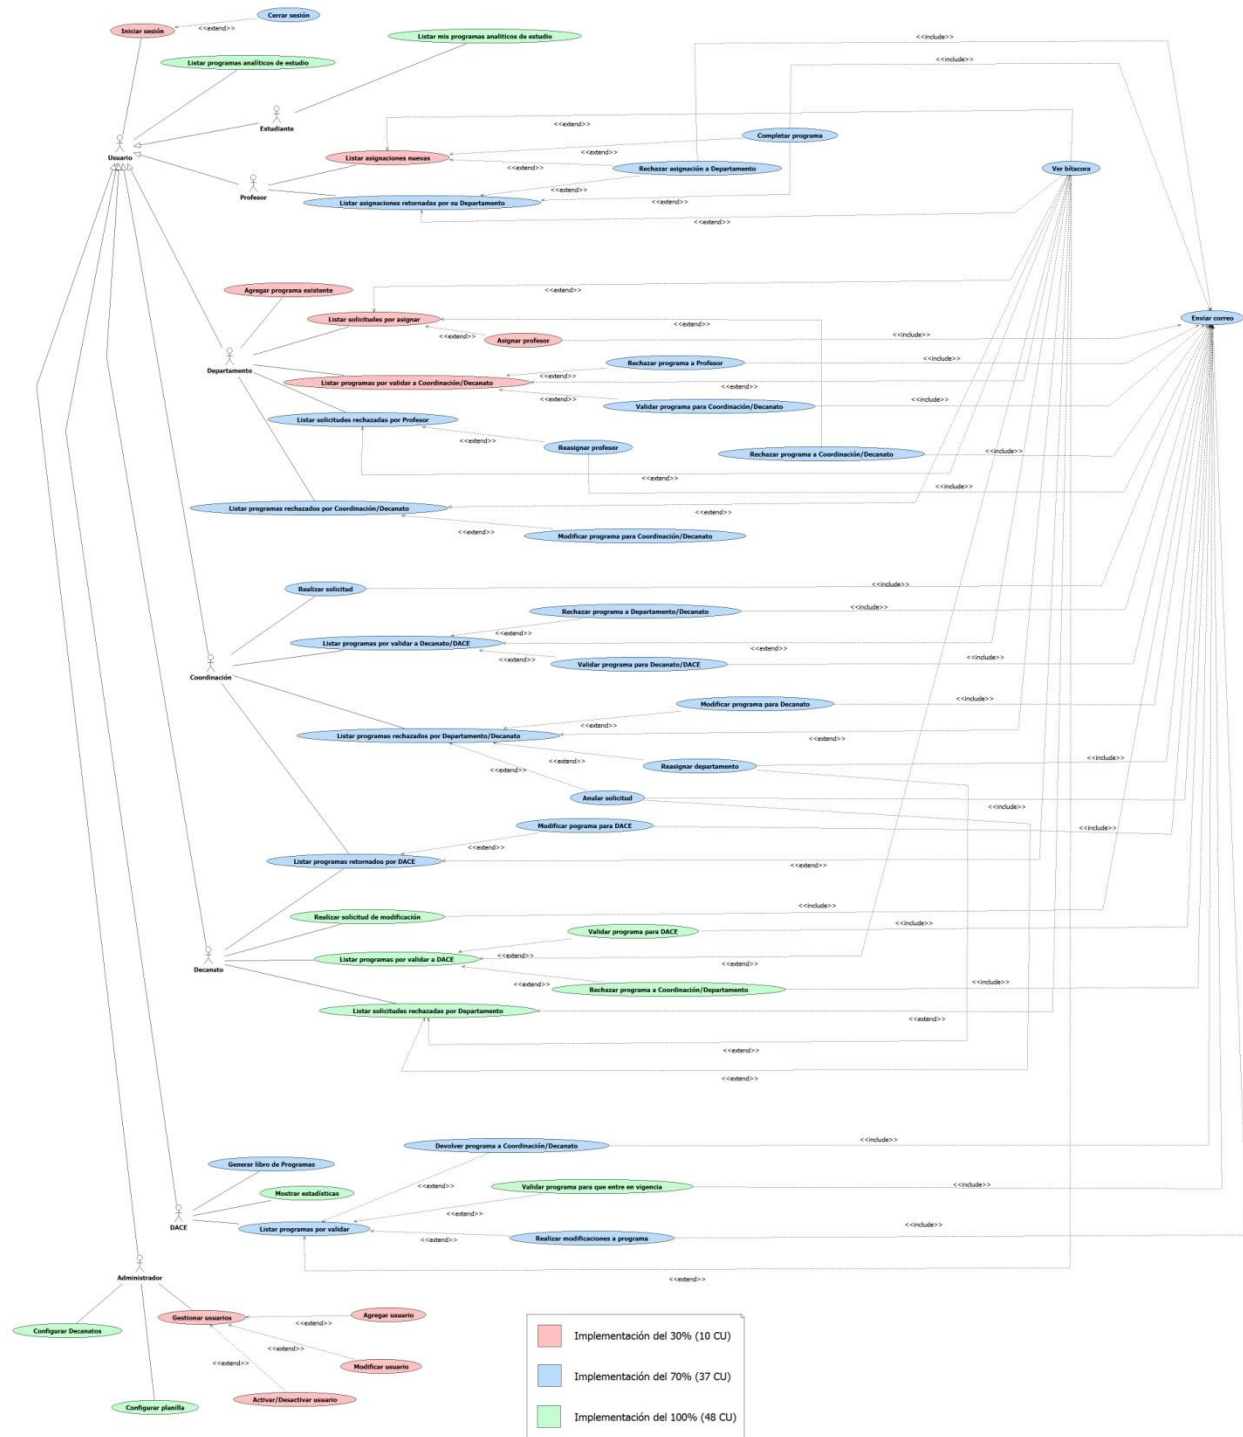 Cerrar sesión
Iniciar sesión
<<extend>>
Listar mis programas analíticos de estudio
<<include>>
Listar programas analíticos de estudio
<<include>>
Estudiante
<<extend>>
Completar programa
Usuario
Listar asignaciones nuevas
<<extend>>
<<extend>>
Rechazar asignación a Departamento
Ver bitacora
Profesor
<<extend>>
Listar asignaciones retornadas por su Departamento
<<extend>>
<<extend>>
Agregar programa existente
<<extend>>
Listar solicitudes por asignar
<<extend>>
Enviar correo
<<extend>>
Asignar profesor
<<include>>
Departamento
Rechazar programa a Profesor
<<include>>
<<extend>>
Listar programas por validar a Coordinación/Decanato
<<extend>>
<<extend>>
Validar programa para Coordinación/Decanato
<<include>>
Listar solicitudes rechazadas por Profesor
<<extend>>
Reasignar profesor
Rechazar programa a Coordinación/Decanato
<<include>>
<<extend>>
<<include>>
Listar programas rechazados por Coordinación/Decanato
<<extend>>
<<extend>>
Modificar programa para Coordinación/Decanato
Realizar solicitud
<<include>>
Rechazar programa a Departamento/Decanato
<<include>>
<<extend>>
Listar programas por validar a Decanato/DACE
<<extend>>
<<extend>>
Validar programa para Decanato/DACE
<<include>>
Coordinación
Modificar programa para Decanato
<<include>>
<<extend>>
Listar programas rechazados por Departamento/Decanato
<<extend>>
<<extend>>
Reasignar departamento
<<include>>
<<extend>>
Anular solicitud
<<include>>
Modificar pograma para DACE
<<include>>
<<extend>>
Listar programas retornados por DACE
<<extend>>
<<include>>
Realizar solicitud de modificación
<<include>>
Validar programa para DACE
<<extend>>
Listar programas por validar a DACE
<<extend>>
Decanato
<<extend>>
Rechazar programa a Coordinación/Departamento
<<include>>
Listar solicitudes rechazadas por Departamento
<<extend>>
<<extend>>
<<extend>>
Devolver programa a Coordinación/Decanato
<<include>>
Generar libro de Programas
<<extend>>
Validar programa para que entre en vigencia
<<include>>
Mostrar estadísticas
<<extend>>
DACE
Listar programas por validar
<<extend>>
Realizar modificaciones a programa
<<include>>
<<extend>>
Administrador
Gestionar usuarios
Agregar usuario
<<extend>>
Configurar Decanatos
<<extend>>
<<extend>>
Modificar usuario
Activar/Desactivar usuario
Configurar planilla
Implementación del 30% (10 CU)
Implementación del 70% (37 CU)
Implementación del 100% (48 CU)